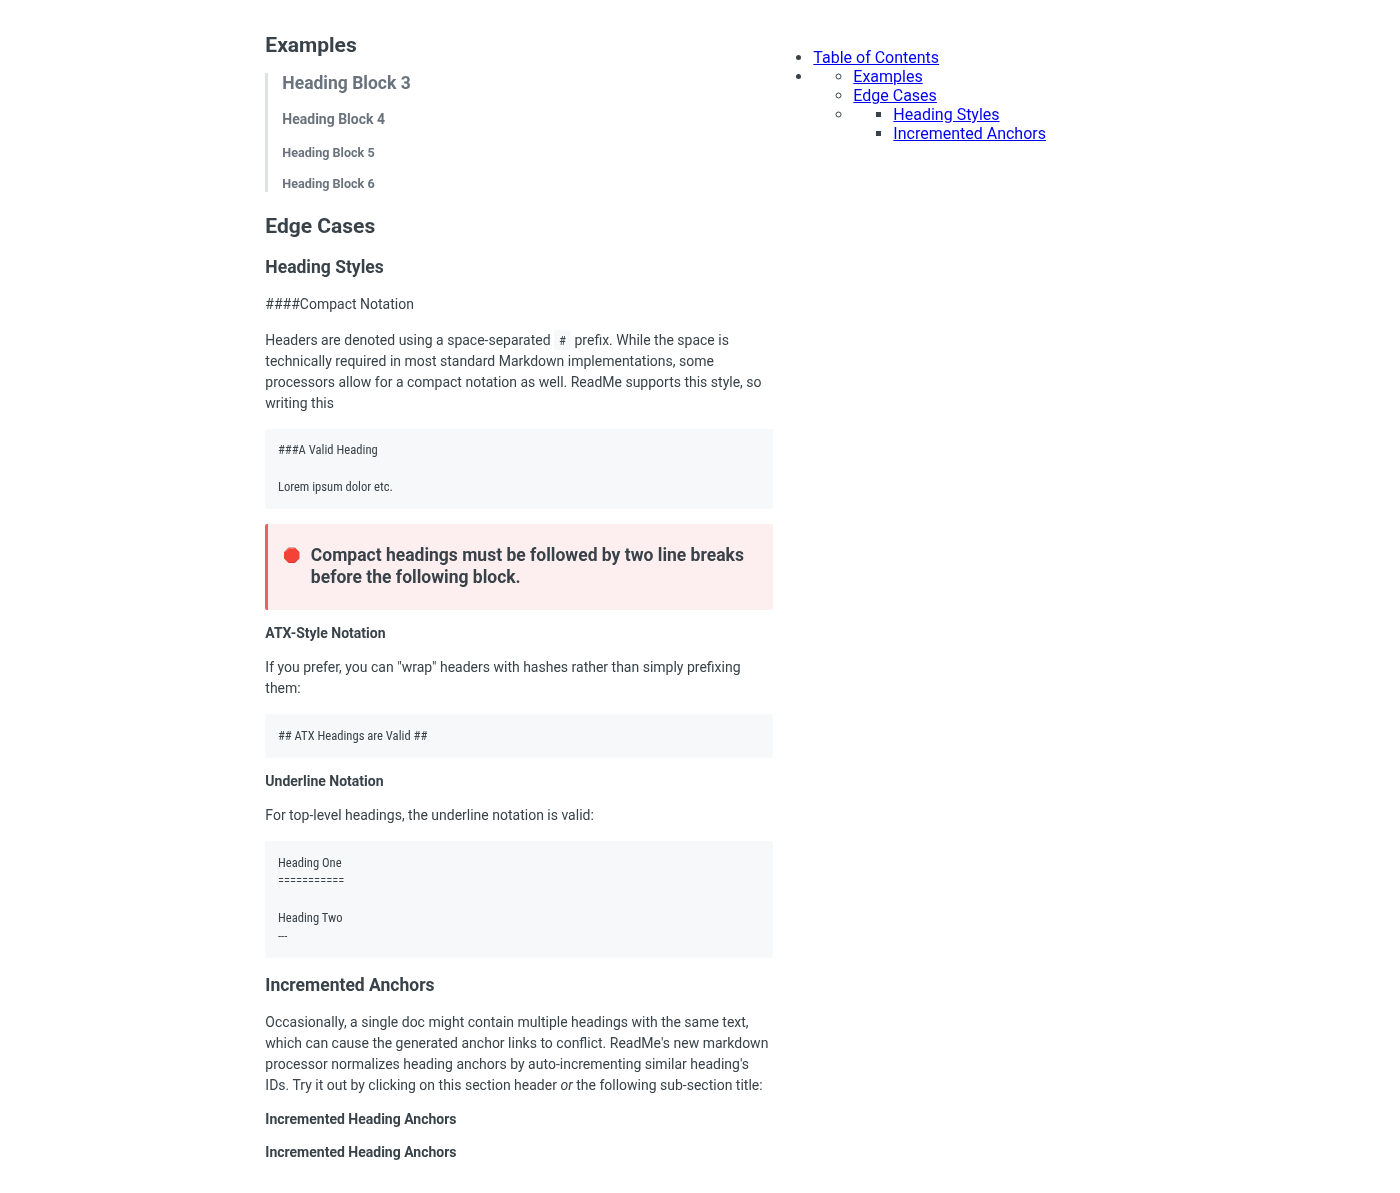 Examples
Heading Block 3
Heading Block 4
Heading Block 5
Heading Block 6
Edge Cases
Heading Styles
####Compact Notation
Headers are denoted using a space-separated # prefix. While the space is
technically required in most standard Markdown implementations, some
processors allow for a compact notation as well. ReadMe supports this style, so
writing this
###A Valid Heading
Lorem ipsum dolor etc.
Compact headings must be followed by two line breaks
before the following block.
ATX-Style Notation
If you prefer, you can "wrap" headers with hashes rather than simply prefixing
them:
## ATX Headings are Valid ##
Underline Notation
For top-level headings, the underline notation is valid:
Heading One
===========
Heading Two
---
Incremented Anchors
Occasionally, a single doc might contain multiple headings with the same text,
which can cause the generated anchor links to conflict. ReadMe's new markdown
processor normalizes heading anchors by auto-incrementing similar heading's
IDs. Try it out by clicking on this section header or the following sub-section title:
Incremented Heading Anchors
Incremented Heading Anchors
Table of Contents
Examples
Edge Cases
Heading Styles
Incremented Anchors